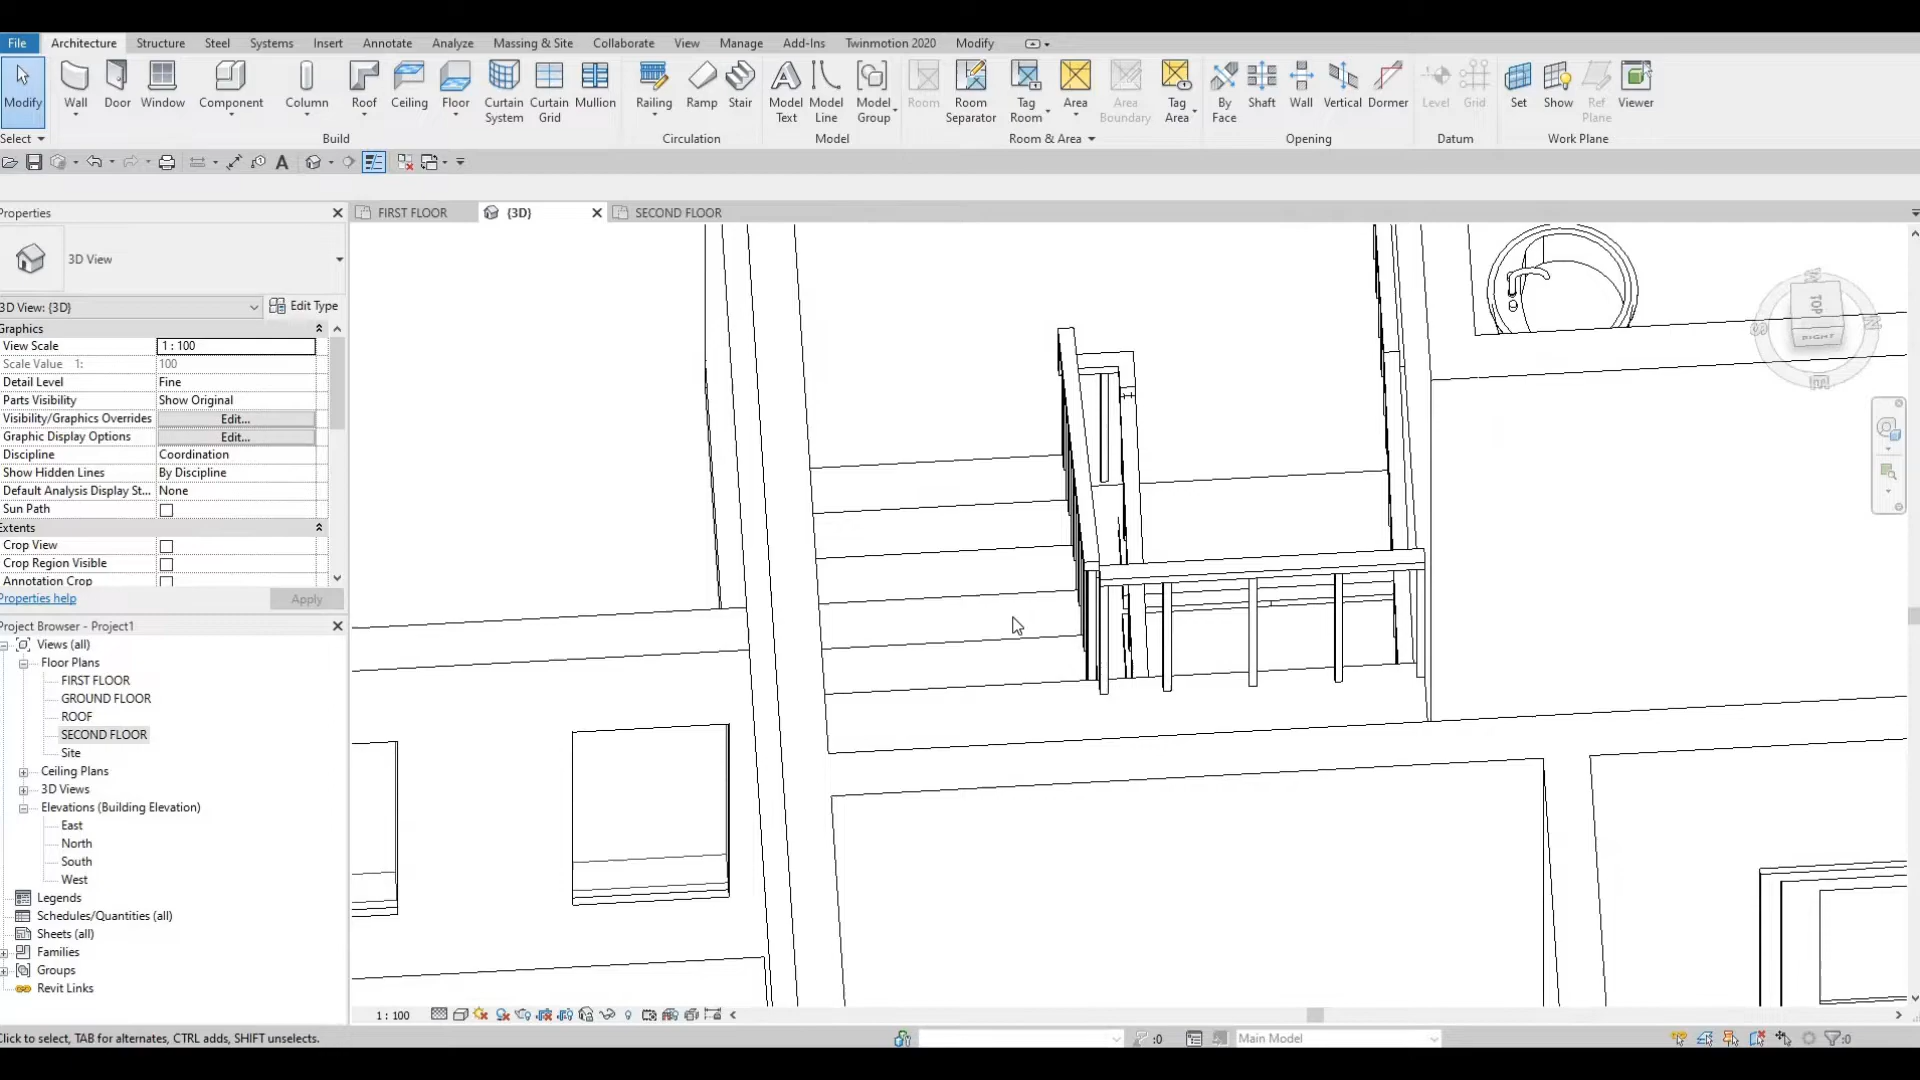 File Architecture Structure Steel Systems Insert Annotate Analyze Massing & Site Collaborate View Manage Add-Ins Twinmotion 2020 Modify
Modify Wall Door Window Component Column Roof Ceiling Floor Curtain System Curtain Grid Mullion Railing Ramp Stair Model Text Model Line Model Group Room Room Separator Tag Room Area Area Boundary Tag Area By Face Shaft Wall Vertical Dormer Level Grid Set Show Ref Plane Viewer
Select Build Circulation Model Room & Area Opening Datum Work Plane
Properties
FIRST FLOOR {3D} SECOND FLOOR
3D View
3D View: {3D} Edit Type
Graphics
View Scale 1 : 100
Scale Value 1: 100
Detail Level Fine
Parts Visibility Show Original
Visibility/Graphics Overrides Edit...
Graphic Display Options Edit...
Discipline Coordination
Show Hidden Lines By Discipline
Default Analysis Display St... None
Sun Path
Extents
Crop View
Crop Region Visible
Annotation Crop
Properties help Apply
Project Browser - Project1
Views (all)
Floor Plans
FIRST FLOOR
GROUND FLOOR
ROOF
SECOND FLOOR
Site
Ceiling Plans
3D Views
Elevations (Building Elevation)
East
North
South
West
Legends
Schedules/Quantities (all)
Sheets (all)
Families
Groups
Revit Links
TOP
RIGHT
W
S
N
E
1 : 100
Click to select, TAB for alternates, CTRL adds, SHIFT unselects.
:0
Main Model
:0